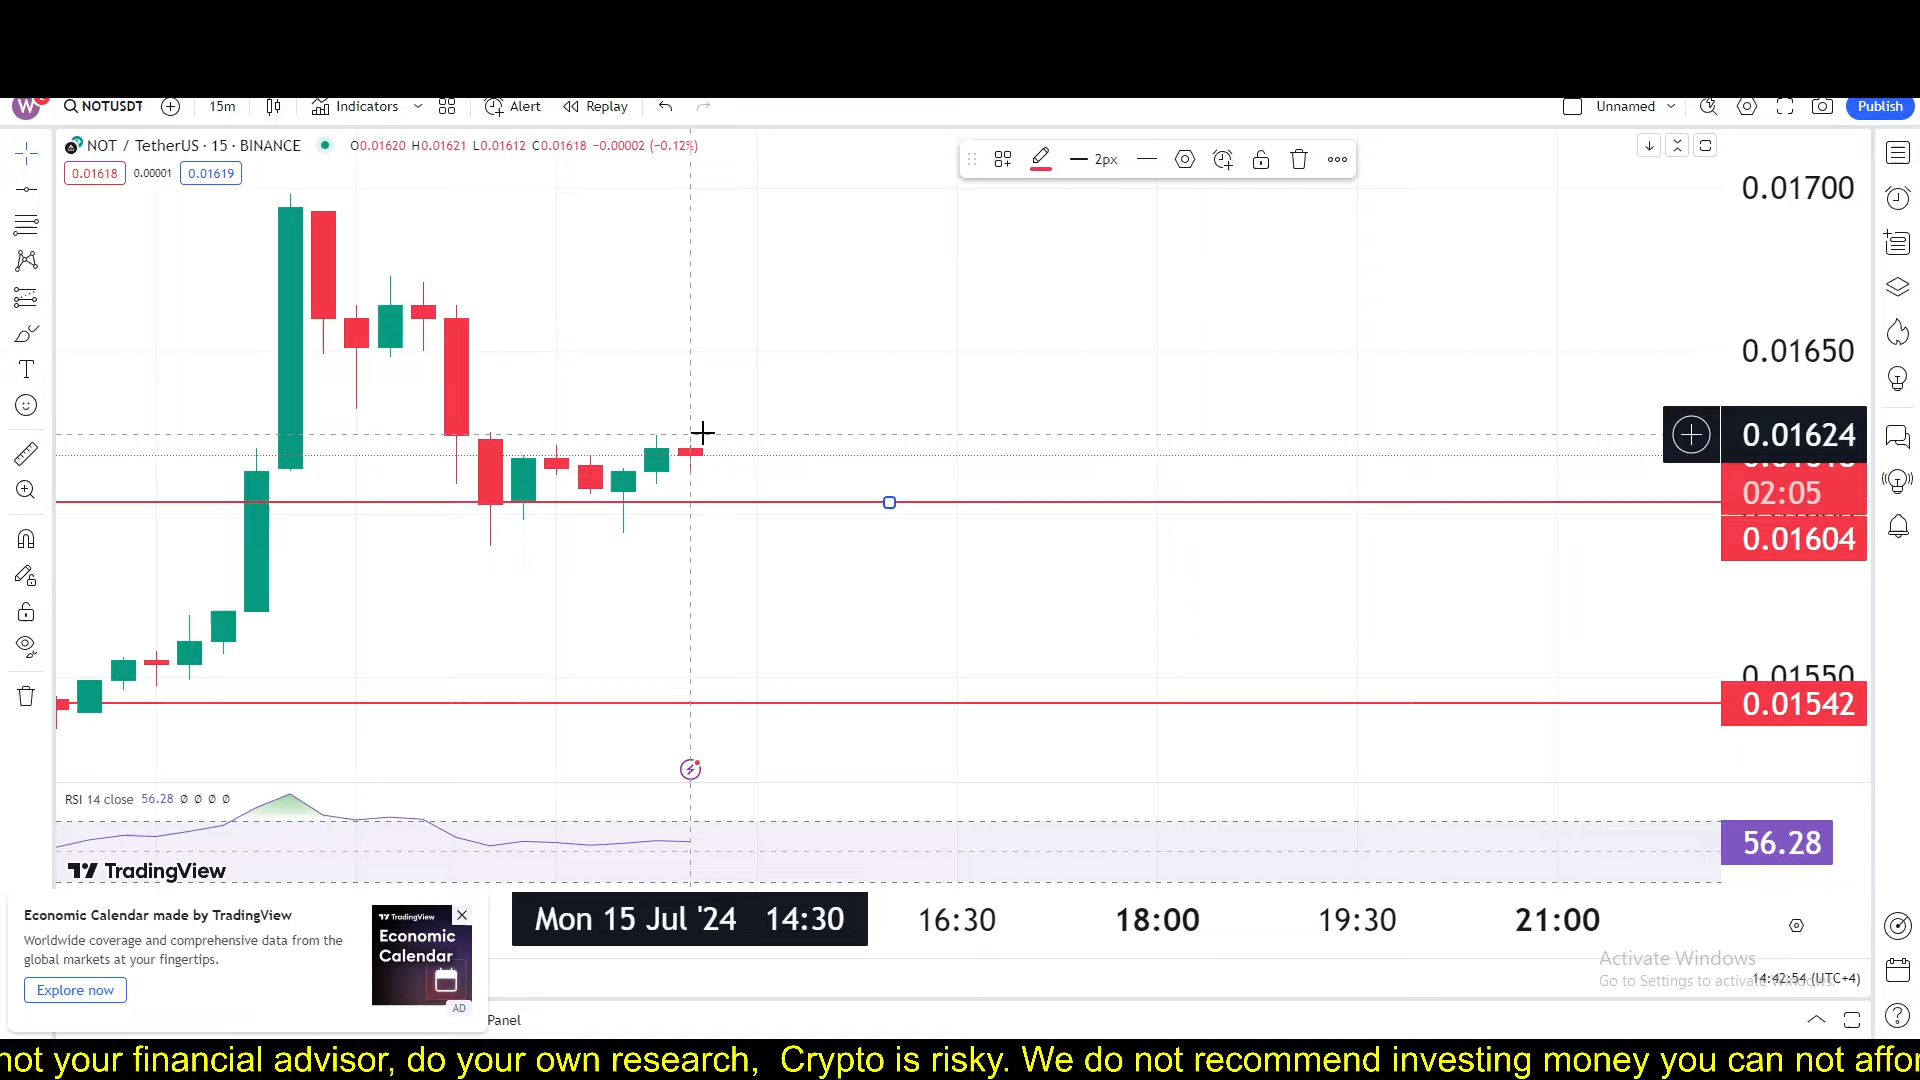 W 2 NOTUSDT 15m Indicators Alert Replay Unnamed Publish
NOT / TetherUS · 15 · BINANCE O0.01620 H0.01621 L0.01612 C0.01618 −0.00002 (−0.12%)
0.01618 0.00001 0.01619
2px
0.01700
0.01650
0.01624
02:05
0.01604
0.01550
0.01542
RSI 14 close 56.28 Ø Ø Ø Ø
56.28
TradingView
Mon 15 Jul '24 14:30 16:30 18:00 19:30 21:00
Economic Calendar made by TradingView
Worldwide coverage and comprehensive data from the
global markets at your fingertips.
Explore now
TradingView
Economic
Calendar
AD
Activate Windows
Go to Settings to activate Windows.
14:42:54 (UTC+4)
Panel
not your financial advisor, do your own research, Crypto is risky. We do not recommend investing money you can not affor